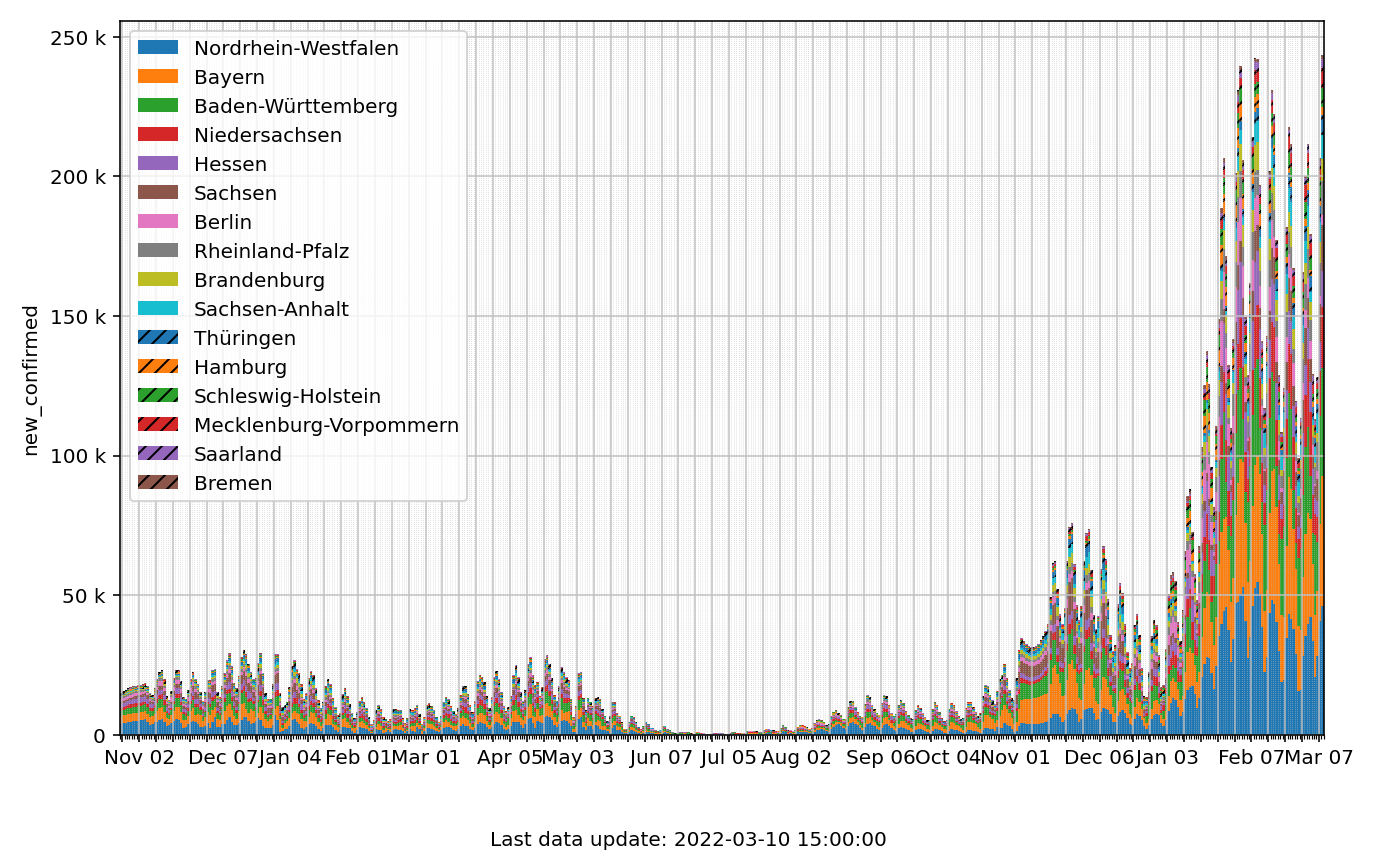 250 k
200 k
150 k
100 k
50 k
0
new_confirmed
Nordrhein-Westfalen
Bayern
Baden-Württemberg
Niedersachsen
Hessen
Sachsen
Berlin
Rheinland-Pfalz
Brandenburg
Sachsen-Anhalt
Thüringen
Hamburg
Schleswig-Holstein
Mecklenburg-Vorpommern
Saarland
Bremen
Nov 02 Dec 07 Jan 04 Feb 01 Mar 01 Apr 05 May 03 Jun 07 Jul 05 Aug 02 Sep 06 Oct 04 Nov 01 Dec 06 Jan 03 Feb 07 Mar 07
Last data update: 2022-03-10 15:00:00